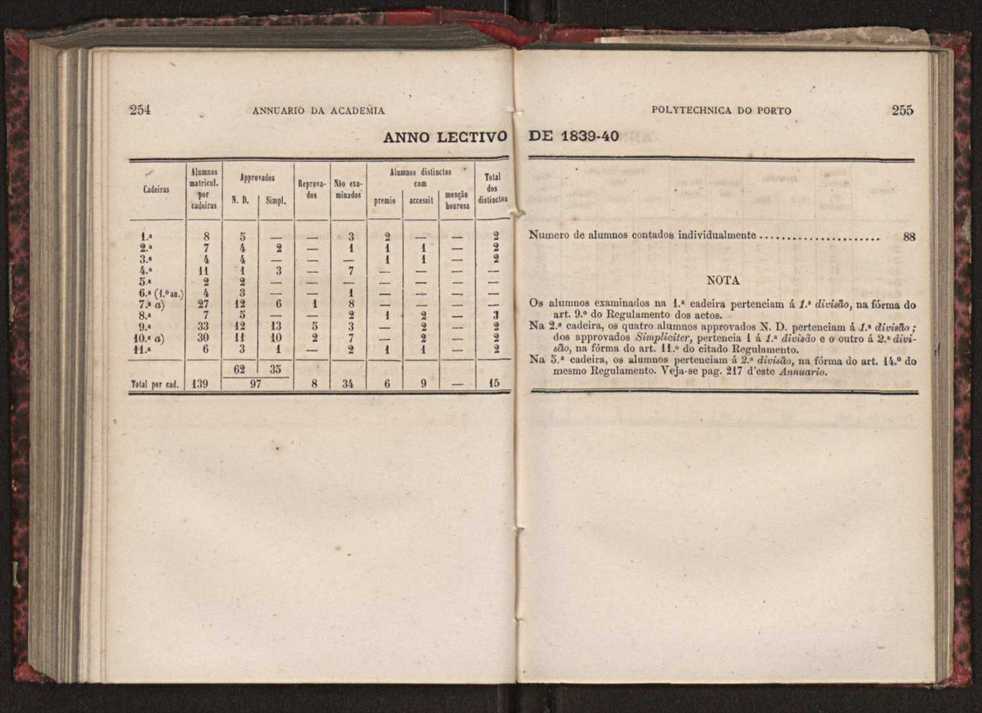 254 ANNUARIO DA ACADEMIA
ANNO LECTIVO
Cadeiras | Alumnos matricul. por cadeiras | Approvados N. D. | Approvados Simpl. | Reprovados | Não examinados | Alumnos distinctos com premio | accessit | menção honrosa | Total dos distinctos
1.ª 8 5 — — 3 2 — — 2
2.ª 7 4 2 — 1 1 1 — 2
3.ª 4 4 — — — 1 1 — 2
4.ª 11 1 3 — 7 — — — —
5.ª 2 2 — — — — — — —
6.ª (1.º an.) 4 3 — — 1 — — — —
7.ª a) 27 12 6 1 8 — — — —
8.ª 7 5 — — 2 1 2 — 3
9.ª 33 12 13 5 3 — 2 — 2
10.ª a) 30 11 10 2 7 — 2 — 2
11.ª 6 3 1 — 2 1 1 — 2
62 35
Total por cad. 139 97 8 34 6 9 — 15
POLYTECHNICA DO PORTO 255
DE 1839-40
Numero de alumnos contados individualmente ..................... 88
NOTA
Os alumnos examinados na 1.ª cadeira pertenciam á 1.ª divisão, na fórma do
art. 9.º do Regulamento dos actos.
Na 2.ª cadeira, os quatro alumnos approvados N. D. pertenciam á 1.ª divisão;
dos approvados Simpliciter, pertencia 1 á 1.ª divisão e o outro á 2.ª divi-
são, na fórma do art. 11.º do citado Regulamento.
Na 5.ª cadeira, os alumnos pertenciam á 2.ª divisão, na fórma do art. 14.º do
mesmo Regulamento. Veja-se pag. 217 d'este Annuario.